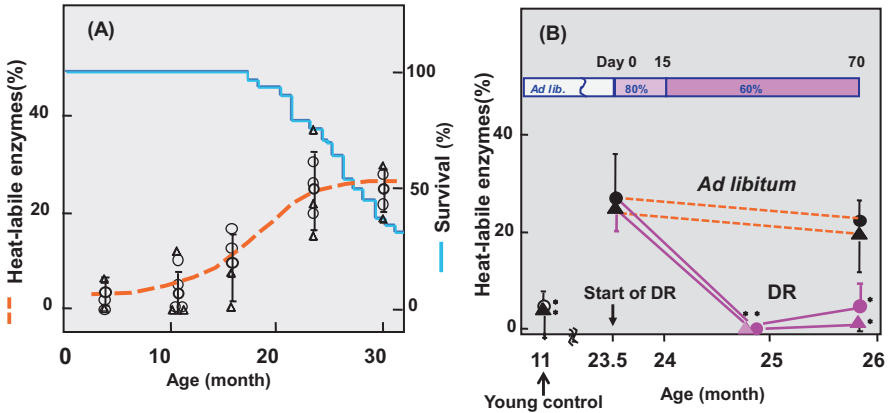 (A)
Heat-labile enzymes(%)
40
20
0
100
50
0
Survival (%)
0 10 20 30
Age (month)
(B)
Day 0 15 70
Ad lib. 80% 60%
Heat-labile enzymes(%)
40
20
0
Ad libitum
Start of DR
DR
* *
*
*
*
*
11 23.5 24 25 26
Young control
Age (month)